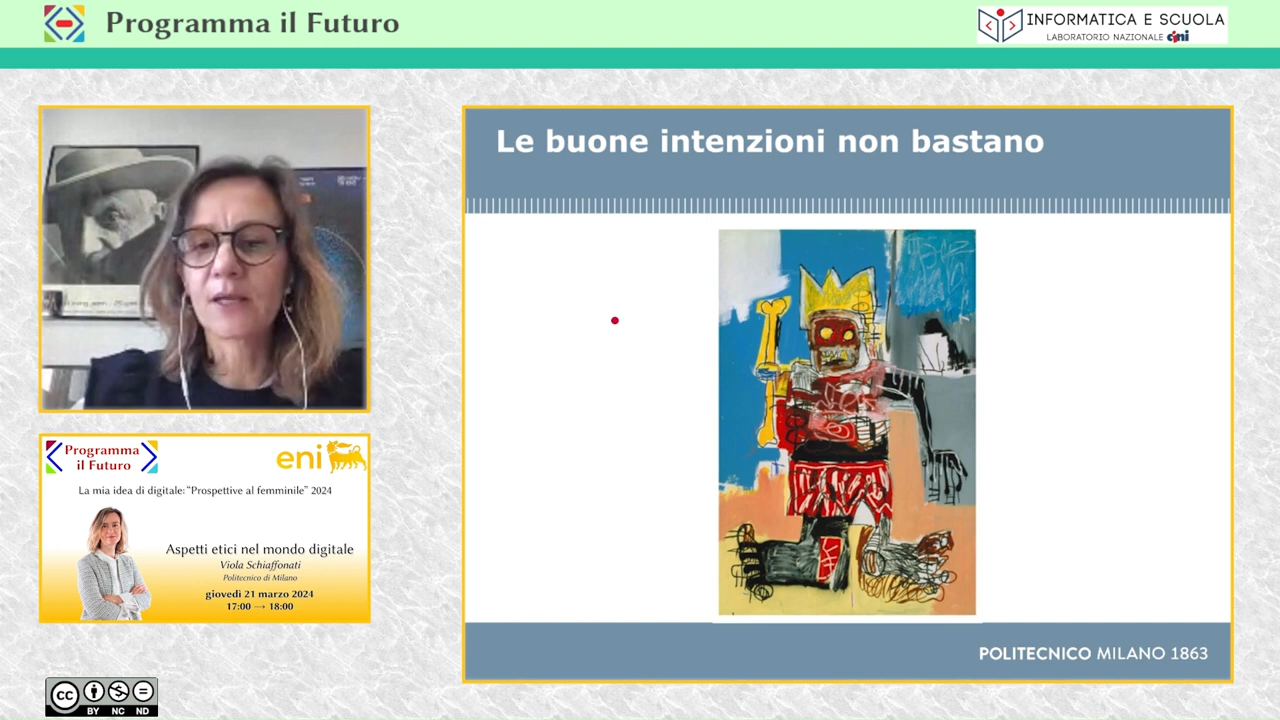 Programma il Futuro
INFORMATICA E SCUOLA
LABORATORIO NAZIONALE cini
Le buone intenzioni non bastano
Programma
il Futuro
eni
La mia idea di digitale: "Prospettive al femminile" 2024
Aspetti etici nel mondo digitale
Viola Schiaffonati
Politecnico di Milano
giovedì 21 marzo 2024
17:00 → 18:00
POLITECNICO MILANO 1863
cc
BY NC ND